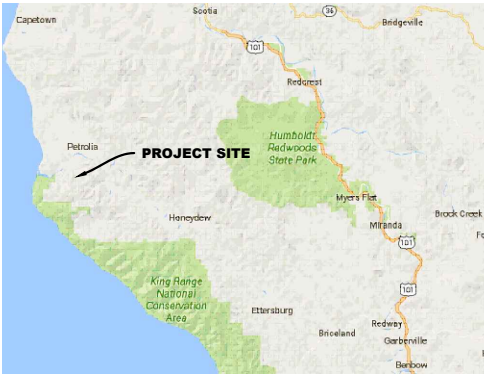 Scotia
Capetown
36
Bridgeville
101
Redcrest
Petrolia
PROJECT SITE
Humboldt
Redwoods
State Park
Myers Flat
Honeydew
Miranda
Brock Creek
101
King Range
National
Conservation
Area
101
Ettersburg
Briceland
Redway
Garberville
Benbow